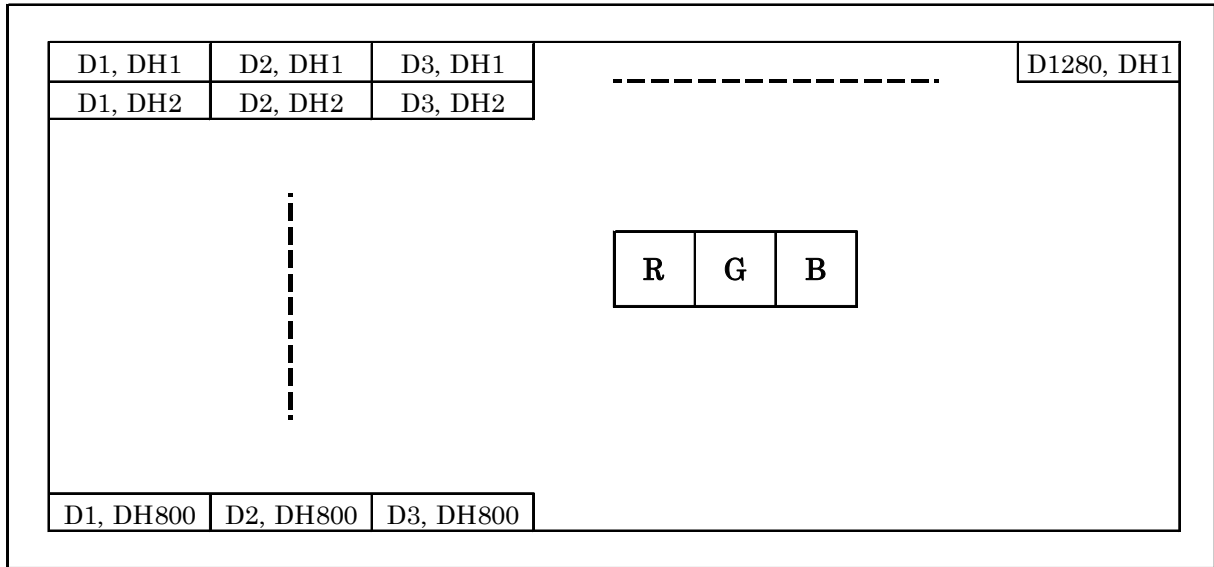 D1, DH1 D2, DH1 D3, DH1 D1280, DH1
D1, DH2 D2, DH2 D3, DH2
R G B
D1, DH800 D2, DH800 D3, DH800